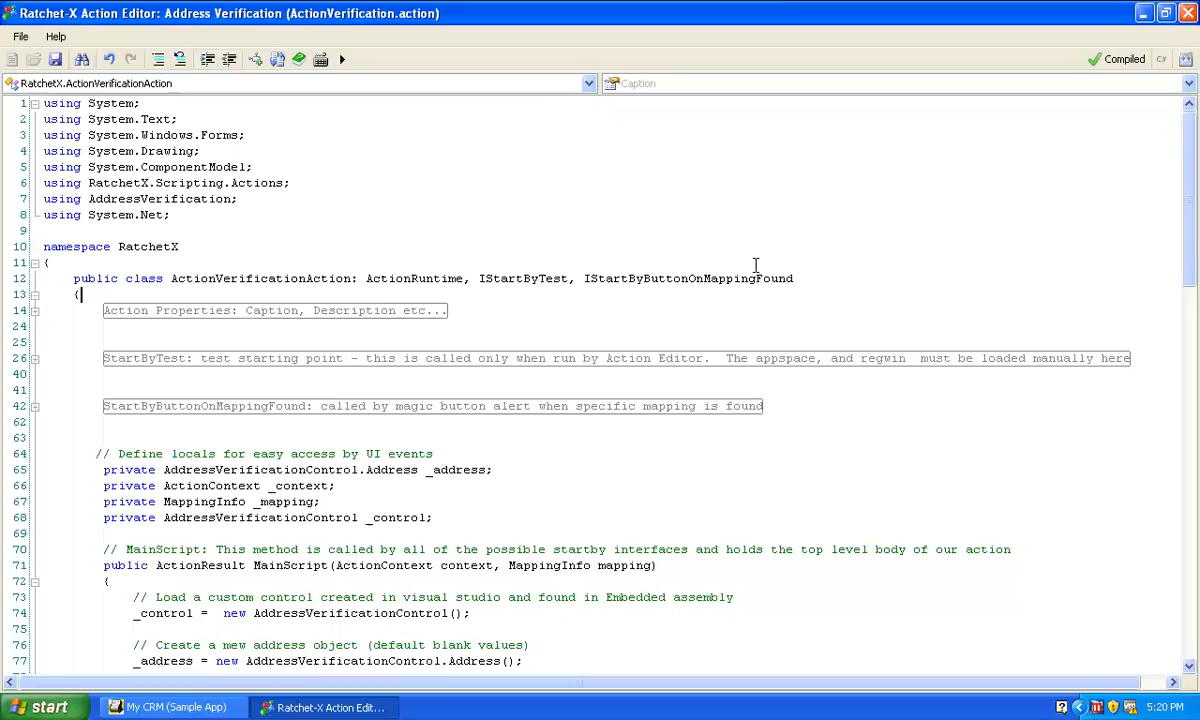 Ratchet-X Action Editor: Address Verification (ActionVerification.action)
File Help
Compiled C#
RatchetX.ActionVerificationAction Caption
1 using System;
2 using System.Text;
3 using System.Windows.Forms;
4 using System.Drawing;
5 using System.ComponentModel;
6 using RatchetX.Scripting.Actions;
7 using AddressVerification;
8 using System.Net;
9
10 namespace RatchetX
11 {
12 public class ActionVerificationAction: ActionRuntime, IStartByTest, IStartByButtonOnMappingFound
13 {
14 Action Properties: Caption, Description etc...
24
25
26 StartByTest: test starting point - this is called only when run by Action Editor. The appspace, and regwin must be loaded manually here
40
41
42 StartByButtonOnMappingFound: called by magic button alert when specific mapping is found
62
63
64 // Define locals for easy access by UI events
65 private AddressVerificationControl.Address _address;
66 private ActionContext _context;
67 private MappingInfo _mapping;
68 private AddressVerificationControl _control;
69
70 // MainScript: This method is called by all of the possible startby interfaces and holds the top level body of our action
71 public ActionResult MainScript(ActionContext context, MappingInfo mapping)
72 {
73 // Load a custom control created in visual studio and found in Embedded assembly
74 _control = new AddressVerificationControl();
75
76 // Create a mew address object (default blank values)
77 _address = new AddressVerificationControl.Address();
start My CRM (Sample App) Ratchet-X Action Edit... 5:20 PM